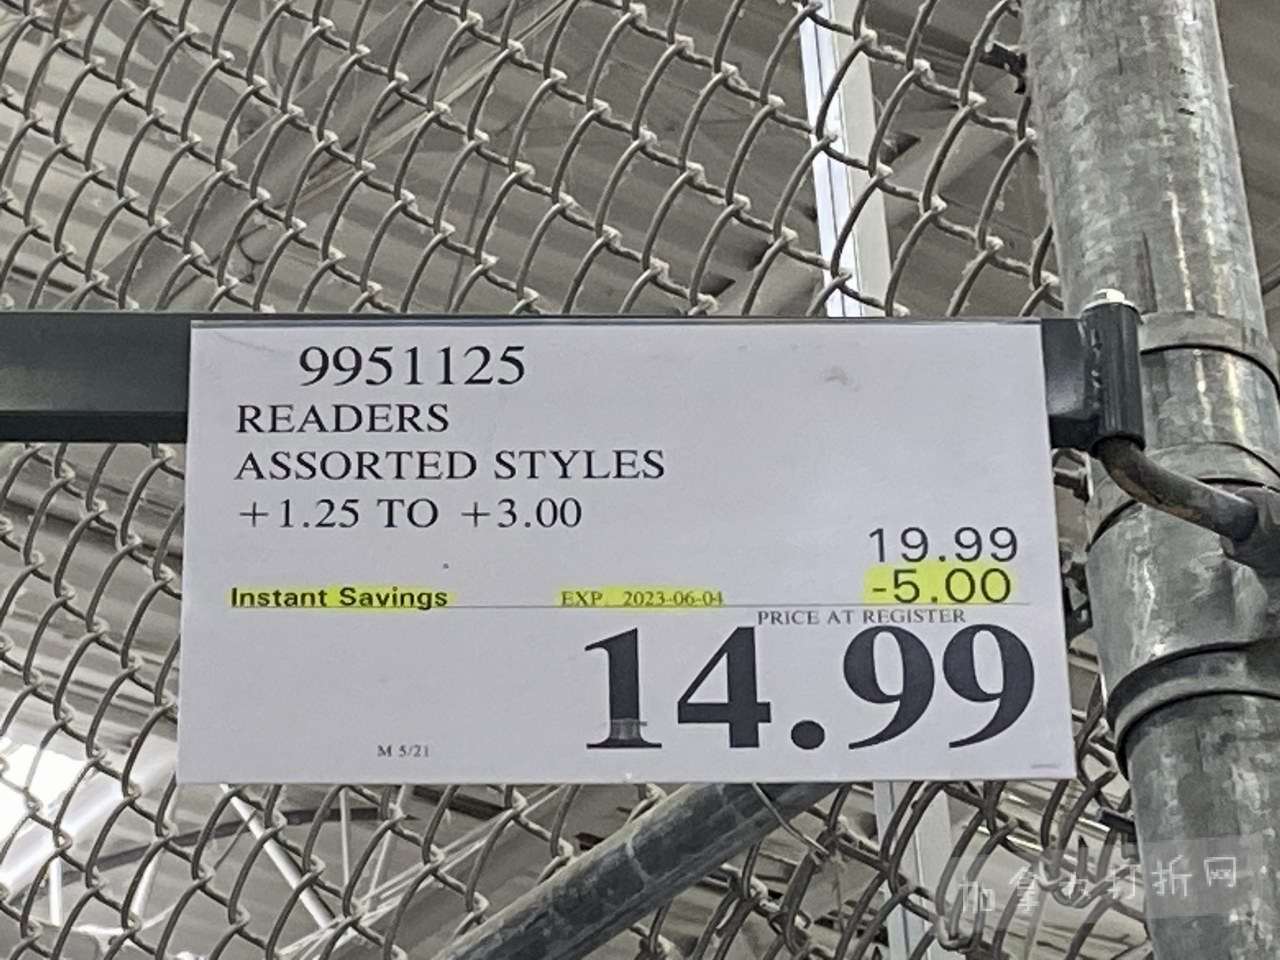 9951125
READERS
ASSORTED STYLES
+1.25 TO +3.00
19.99
Instant Savings EXP. 2023-06-04 -5.00
PRICE AT REGISTER
14.99
M 5/21
加拿大打折网